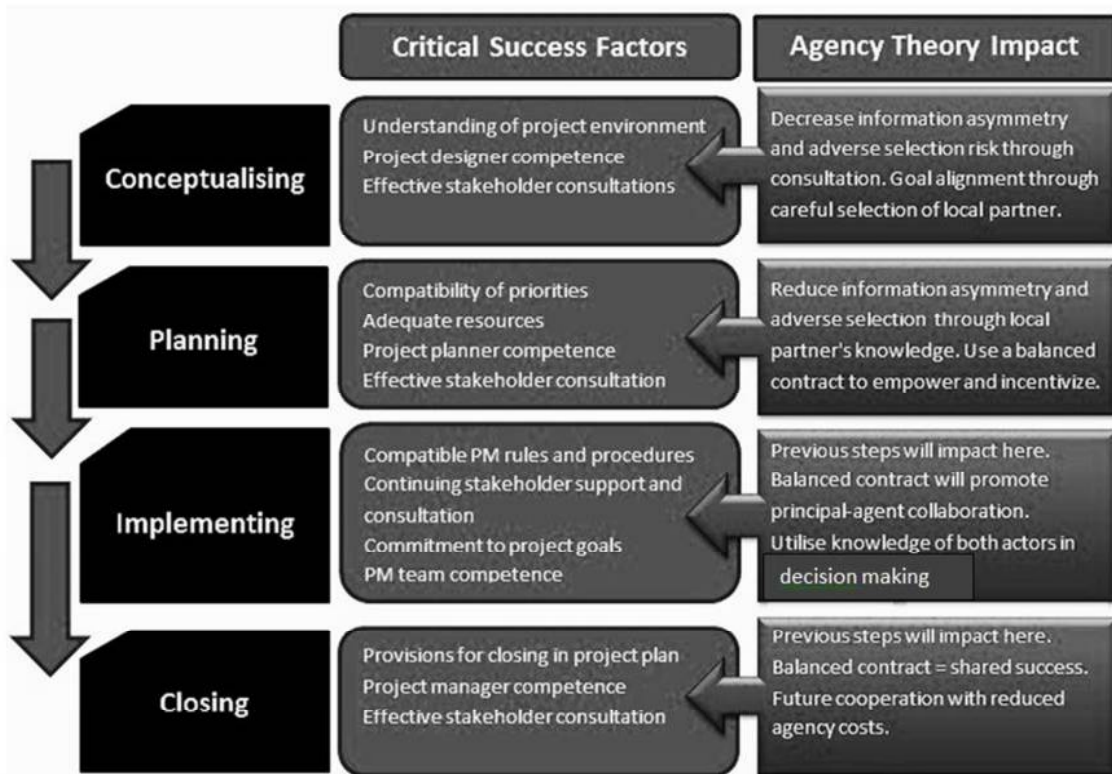 Critical Success Factors
Agency Theory Impact
Conceptualising
Understanding of project environment
Project designer competence
Effective stakeholder consultations
Decrease information asymmetry
and adverse selection risk through
consultation. Goal alignment through
careful selection of local partner.
Planning
Compatibility of priorities
Adequate resources
Project planner competence
Effective stakeholder consultation
Reduce information asymmetry and
adverse selection through local
partner's knowledge. Use a balanced
contract to empower and incentivize.
Implementing
Compatible PM rules and procedures
Continuing stakeholder support and
consultation
Commitment to project goals
PM team competence
Previous steps will impact here.
Balanced contract will promote
principal-agent collaboration.
Utilise knowledge of both actors in
decision making
Closing
Provisions for closing in project plan
Project manager competence
Effective stakeholder consultation
Previous steps will impact here.
Balanced contract = shared success.
Future cooperation with reduced
agency costs.